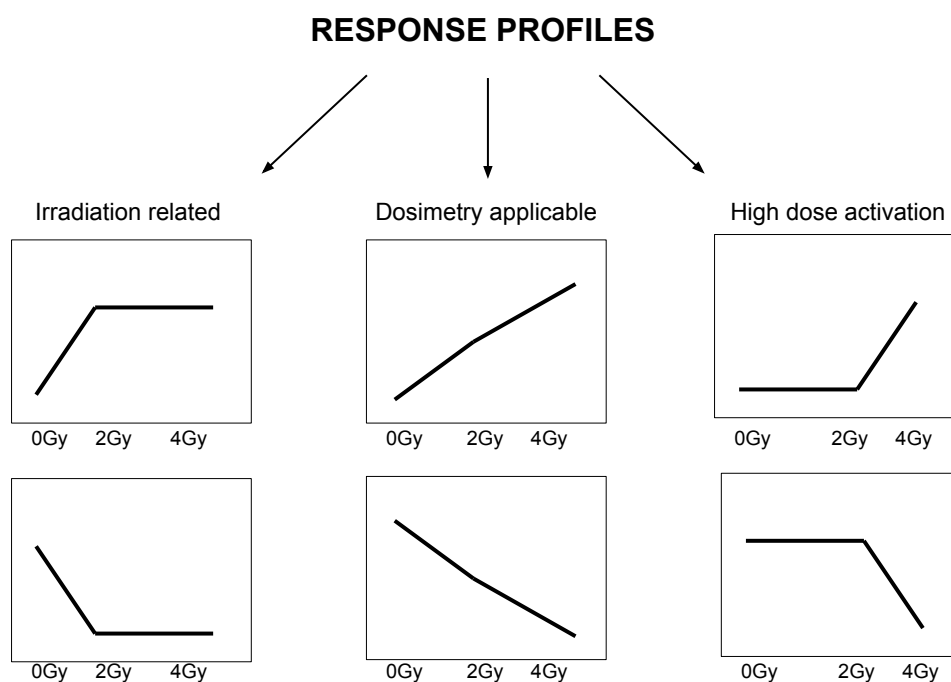 RESPONSE PROFILES
Irradiation related
Dosimetry applicable
High dose activation
0Gy 2Gy 4Gy
0Gy 2Gy 4Gy
0Gy 2Gy 4Gy
0Gy 2Gy 4Gy
0Gy 2Gy 4Gy
0Gy 2Gy 4Gy